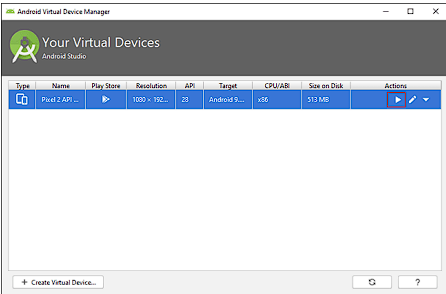 Android Virtual Device Manager
Your Virtual Devices
Android Studio
Type Name Play Store Resolution API Target CPU/ABI Size on Disk Actions
Pixel 2 API ... 1080 × 192... 28 Android 9.... x86 513 MB
+ Create Virtual Device...
?